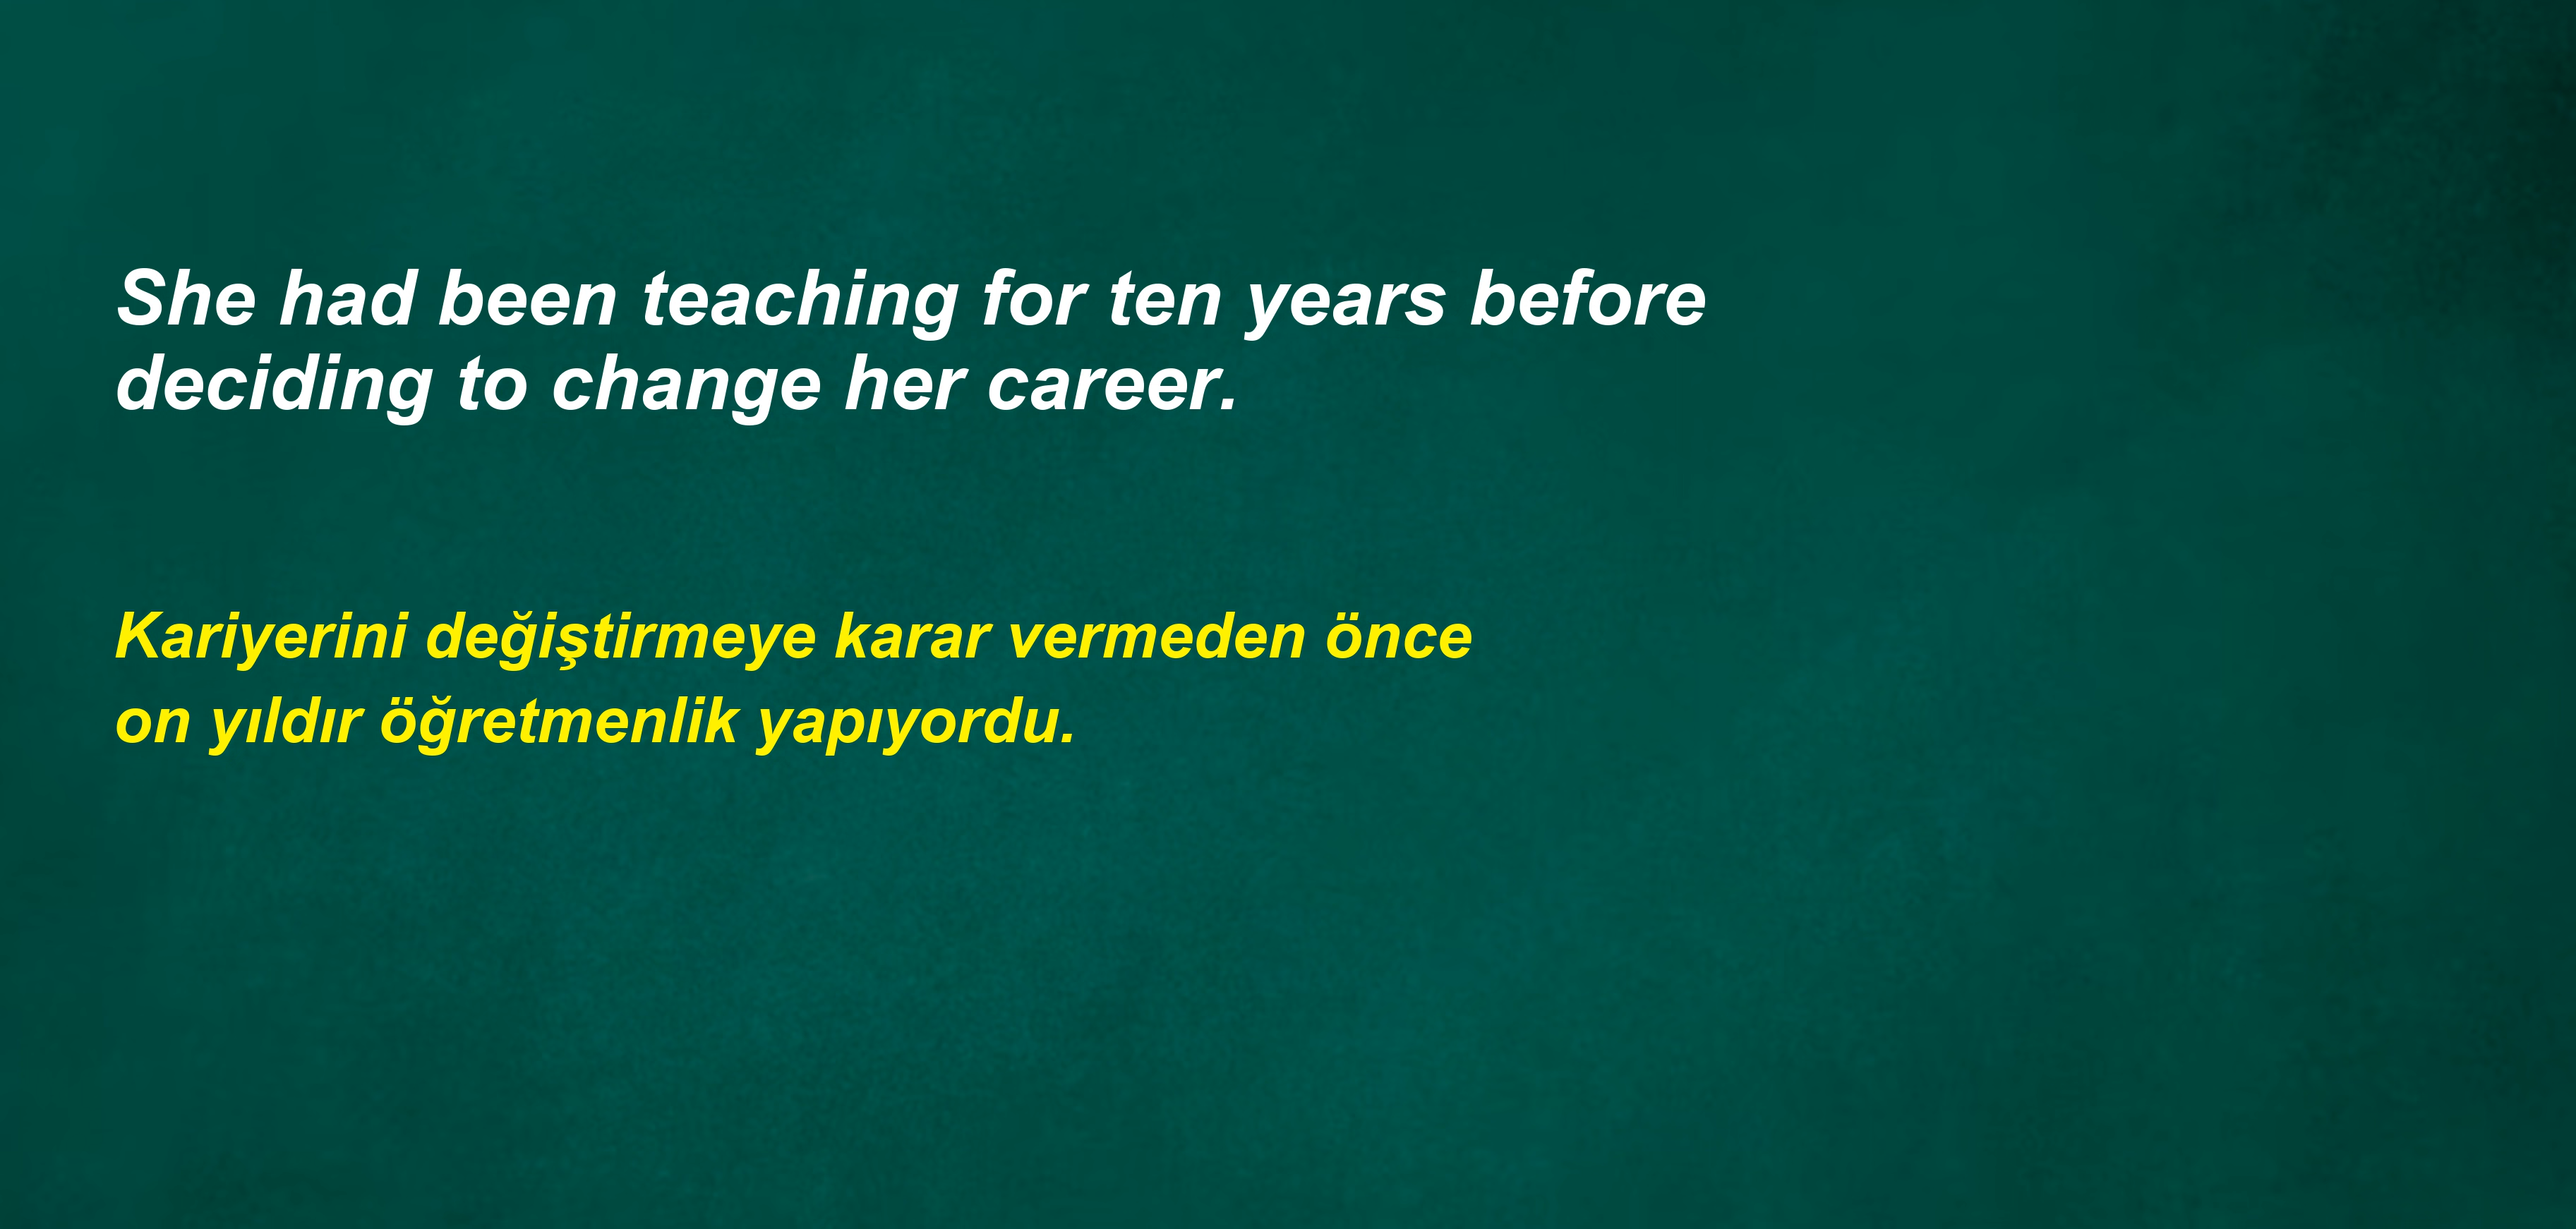 She had been teaching for ten years before
deciding to change her career.
Kariyerini değiştirmeye karar vermeden önce
on yıldır öğretmenlik yapıyordu.